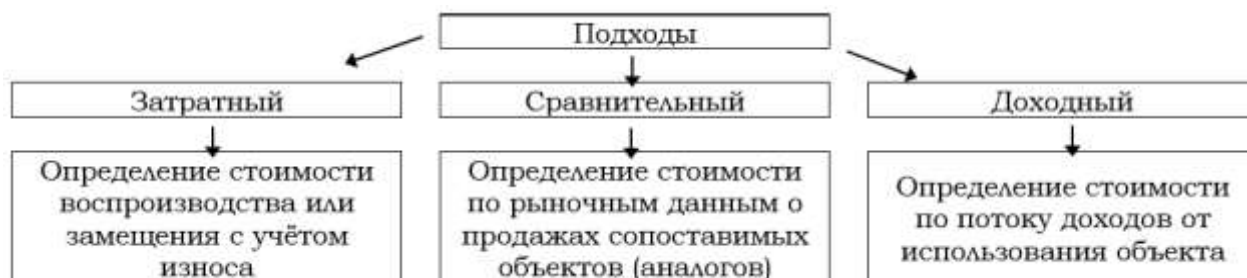 Подходы
Затратный
Сравнительный
Доходный
Определение стоимости
воспроизводства или
замещения с учётом
износа
Определение стоимости
по рыночным данным о
продажах сопоставимых
объектов (аналогов)
Определение стоимости
по потоку доходов от
использования объекта